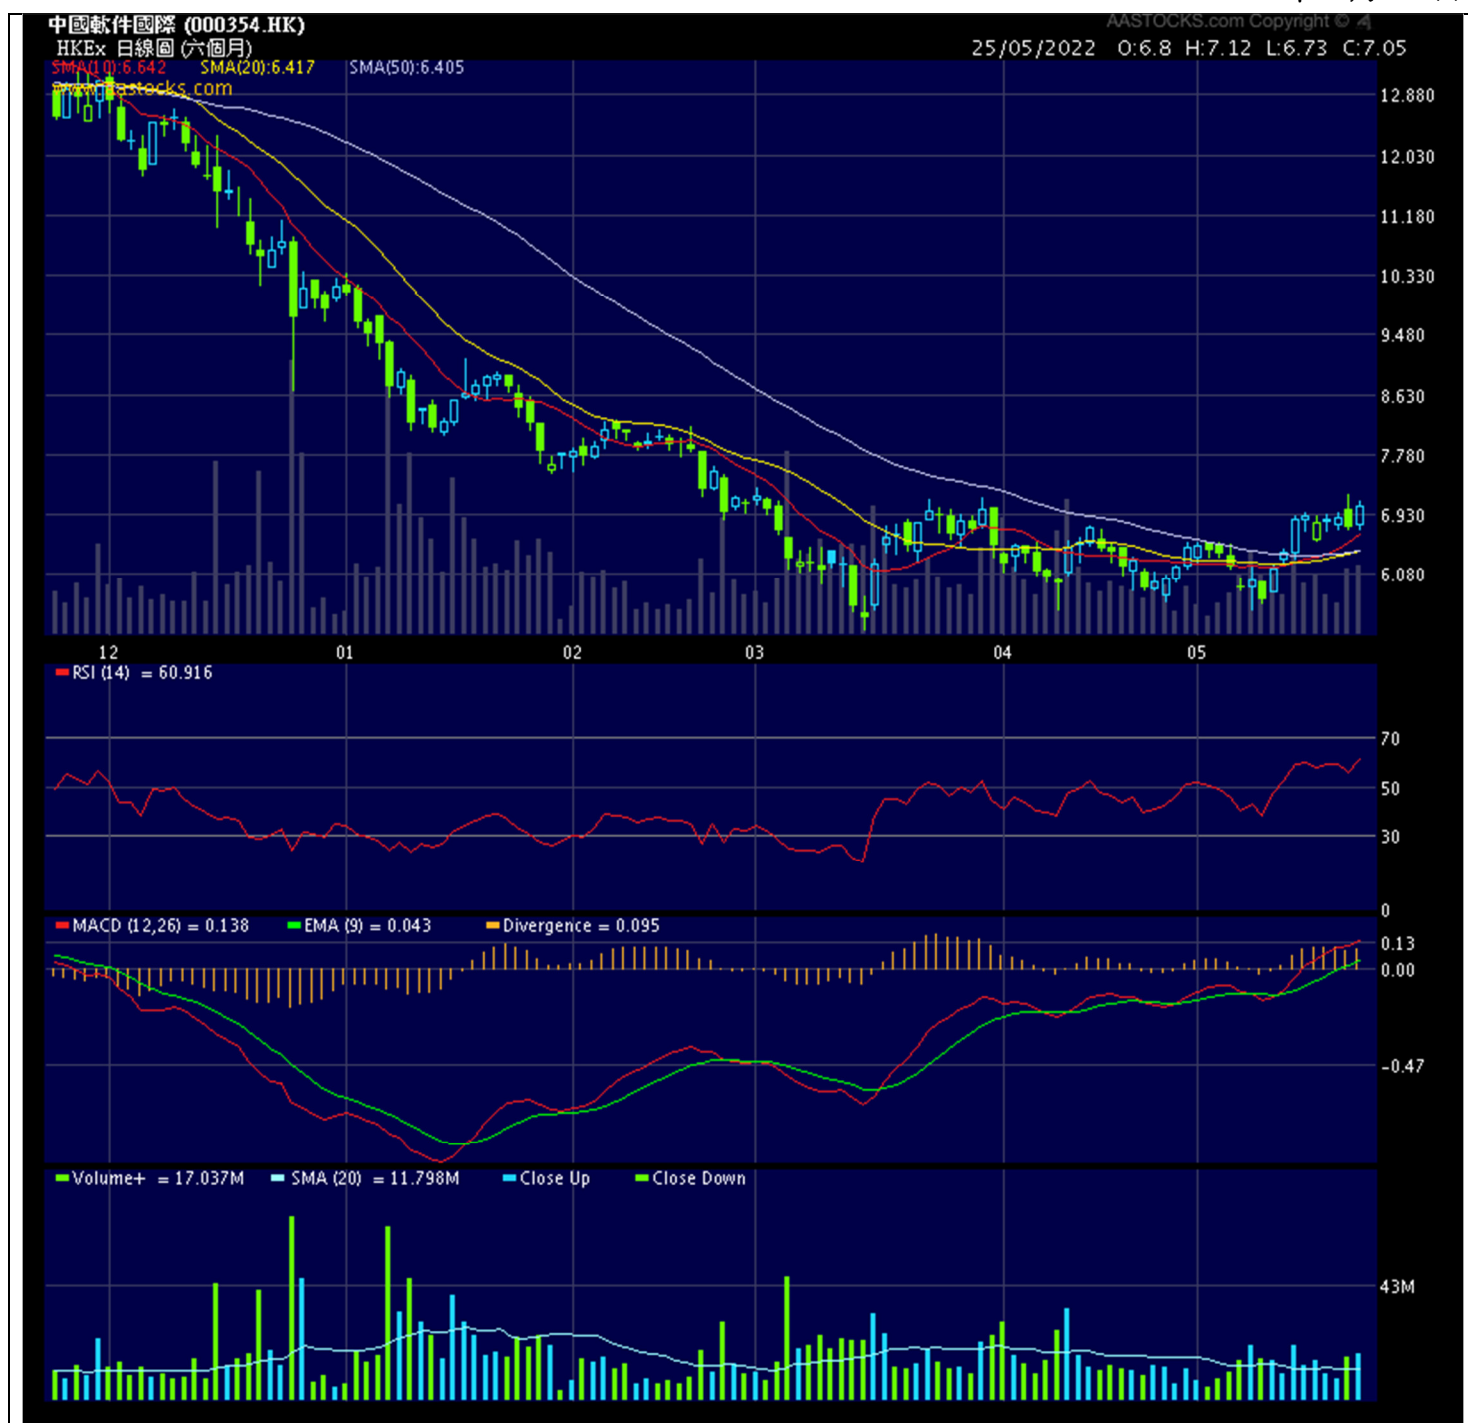 AASTOCKS.com Copyright ©
中國軟件國際 (000354.HK)
HKEx 日線圖 (六個月)
25/05/2022 O:6.8 H:7.12 L:6.73 C:7.05
SMA(10):6.642 SMA(20):6.417 SMA(50):6.405
www.aastocks.com
12.880
12.030
11.180
10.330
9.480
8.630
7.780
6.930
6.080
12 01 02 03 04 05
RSI (14) = 60.916
70
50
30
0
MACD (12,26) = 0.138 EMA (9) = 0.043 Divergence = 0.095
0.13
0.00
-0.47
Volume+ = 17.037M SMA (20) = 11.798M Close Up Close Down
43M